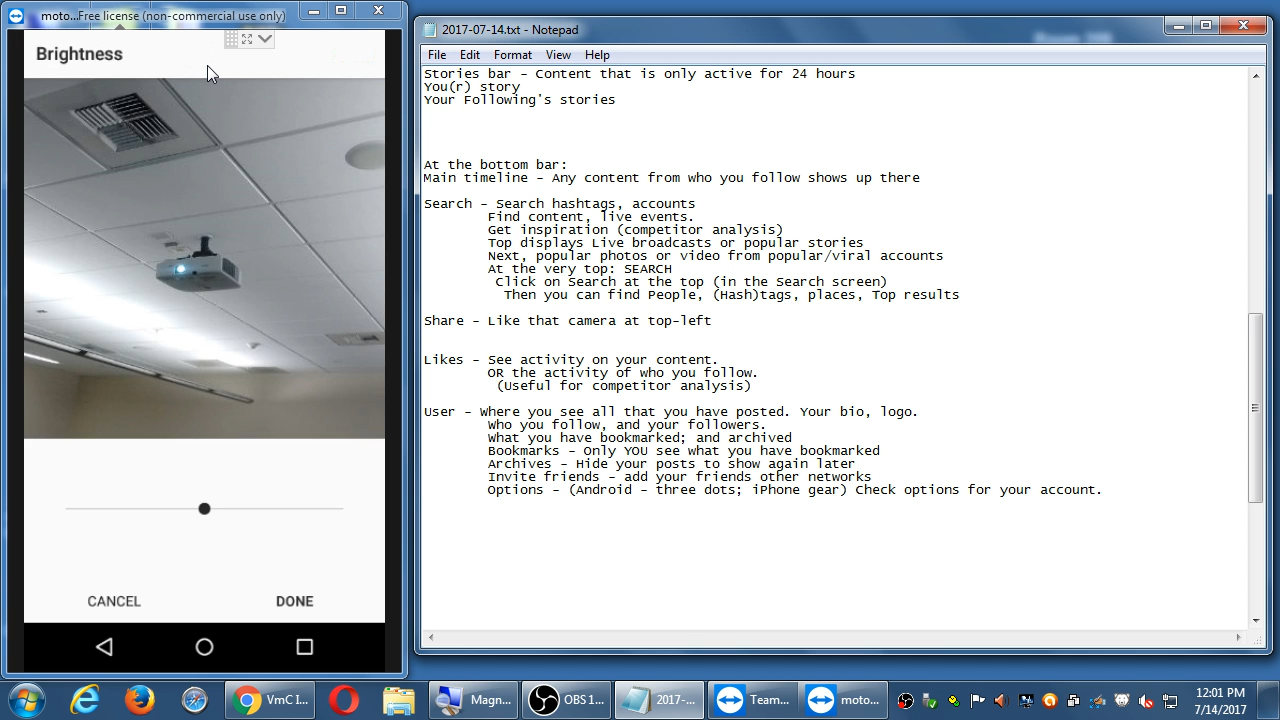 moto...Free license (non-commercial use only)
Brightness
CANCEL
DONE
2017-07-14.txt - Notepad
File Edit Format View Help
Stories bar - Content that is only active for 24 hours
You(r) story
Your Following's stories
At the bottom bar:
Main timeline - Any content from who you follow shows up there
Search - Search hashtags, accounts
Find content, live events.
Get inspiration (competitor analysis)
Top displays Live broadcasts or popular stories
Next, popular photos or video from popular/viral accounts
At the very top: SEARCH
Click on Search at the top (in the Search screen)
Then you can find People, (Hash)tags, places, Top results
Share - Like that camera at top-left
Likes - See activity on your content.
OR the activity of who you follow.
(Useful for competitor analysis)
User - Where you see all that you have posted. Your bio, logo.
Who you follow, and your followers.
What you have bookmarked; and archived
Bookmarks - Only YOU see what you have bookmarked
Archives - Hide your posts to show again later
Invite friends - add your friends other networks
Options - (Android - three dots; iPhone gear) Check options for your account.
VmC I... Magn... OBS 1... 2017-... Team... moto...
12:01 PM
7/14/2017